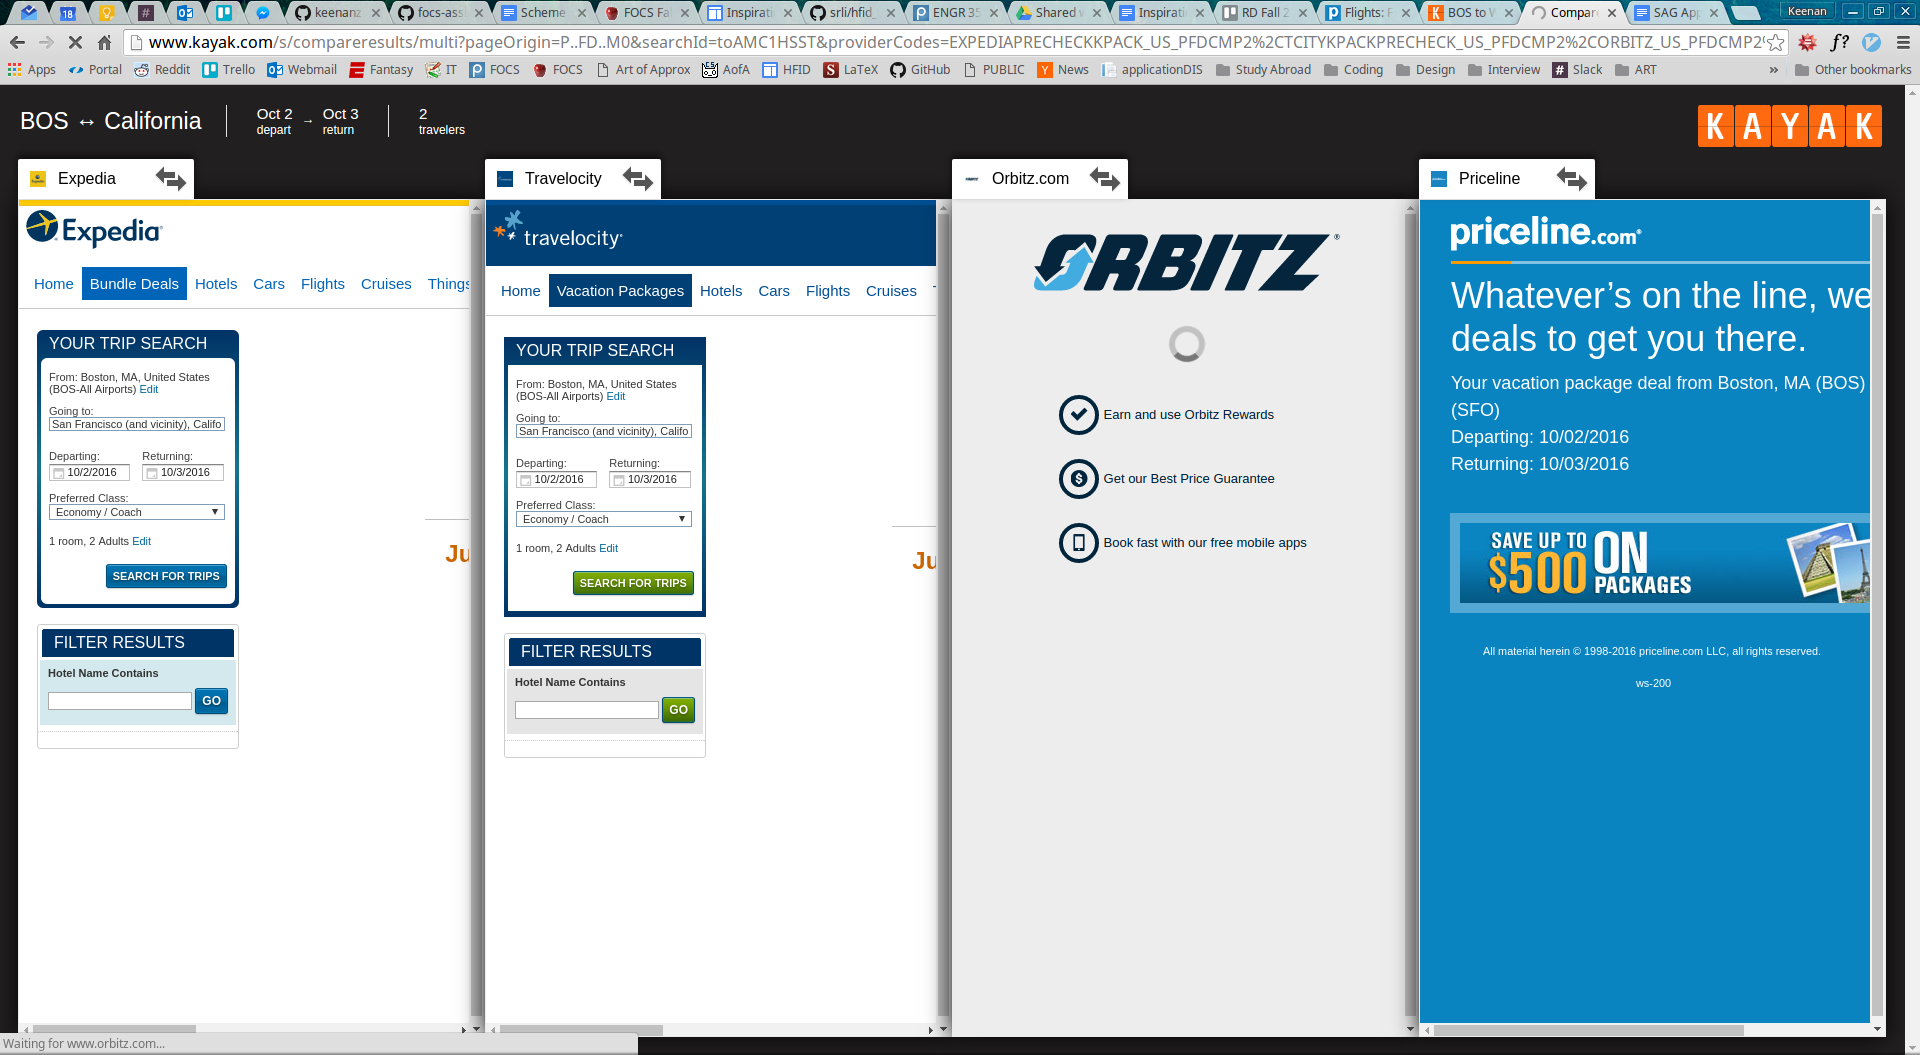 18
keenanz
focs-ass
Scheme
FOCS Fa
Inspirati
srli/hfid_
ENGR 35
Shared w
Inspirati
RD Fall 2
Flights: F
BOS to W
Compar
SAG App
Keenan
www.kayak.com/s/compareresults/multi?pageOrigin=P..FD..M0&searchId=toAMC1HSST&providerCodes=EXPEDIAPRECHECKKPACK_US_PFDCMP2%2CTCITYKPACKPRECHECK_US_PFDCMP2%2CORBITZ_US_PFDCMP2%
f?
Apps Portal Reddit Trello Webmail Fantasy IT FOCS FOCS Art of Approx AofA HFID LaTeX GitHub PUBLIC News applicationDIS Study Abroad Coding Design Interview Slack ART » Other bookmarks
BOS ↔ California
Oct 2 → Oct 3
depart return
2
travelers
KAYAK
Expedia
Expedia
Home Bundle Deals Hotels Cars Flights Cruises Things
YOUR TRIP SEARCH
From: Boston, MA, United States
(BOS-All Airports) Edit
Going to:
San Francisco (and vicinity), Califo
Departing: Returning:
10/2/2016 10/3/2016
Preferred Class:
Economy / Coach
1 room, 2 Adults Edit
SEARCH FOR TRIPS
Ju
FILTER RESULTS
Hotel Name Contains
GO
Travelocity
travelocity
Home Vacation Packages Hotels Cars Flights Cruises
YOUR TRIP SEARCH
From: Boston, MA, United States
(BOS-All Airports) Edit
Going to:
San Francisco (and vicinity), Califo
Departing: Returning:
10/2/2016 10/3/2016
Preferred Class:
Economy / Coach
1 room, 2 Adults Edit
SEARCH FOR TRIPS
Ju
FILTER RESULTS
Hotel Name Contains
GO
Orbitz.com
ORBITZ®
Earn and use Orbitz Rewards
Get our Best Price Guarantee
Book fast with our free mobile apps
Priceline
priceline.com®
Whatever's on the line, we
deals to get you there.
Your vacation package deal from Boston, MA (BOS)
(SFO)
Departing: 10/02/2016
Returning: 10/03/2016
SAVE UP TO $500 ON PACKAGES
All material herein © 1998-2016 priceline.com LLC, all rights reserved.
ws-200
Waiting for www.orbitz.com...